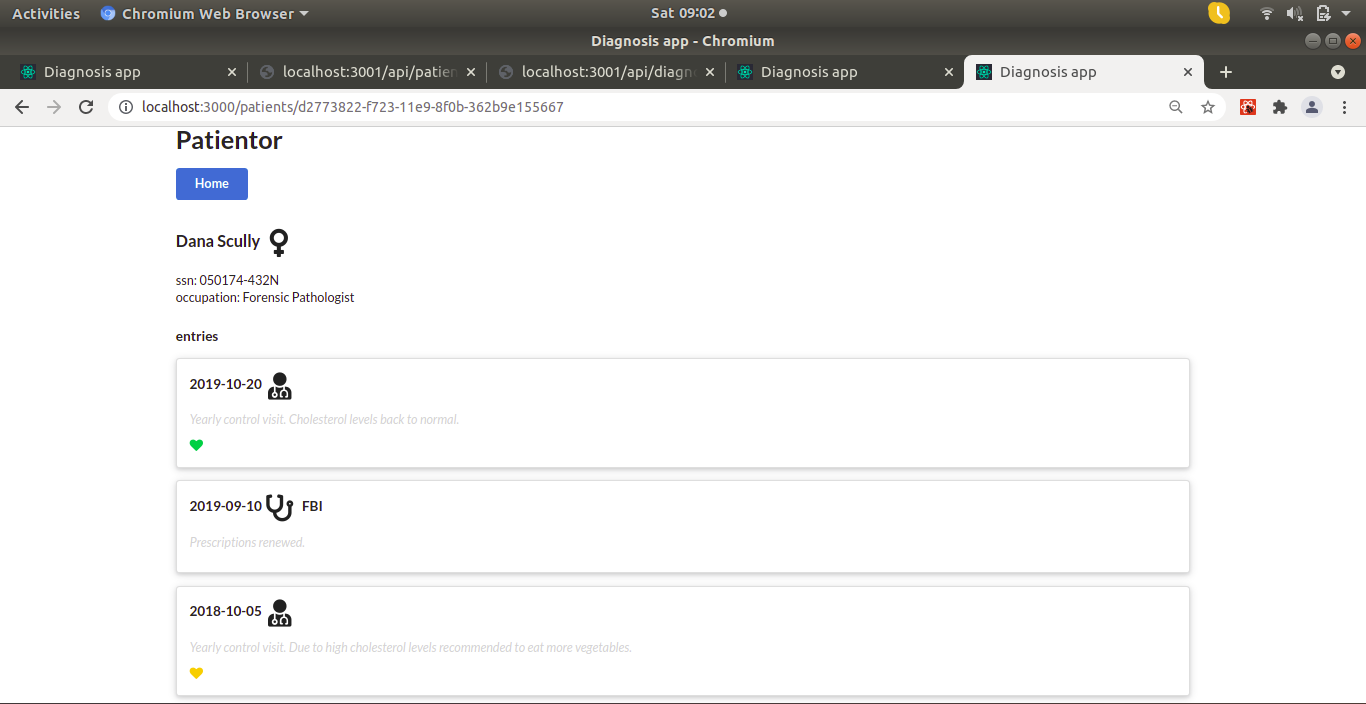 Activities Chromium Web Browser Sat 09:02
Diagnosis app - Chromium
Diagnosis app localhost:3001/api/patien localhost:3001/api/diagn Diagnosis app Diagnosis app
localhost:3000/patients/d2773822-f723-11e9-8f0b-362b9e155667
Patientor
Home
Dana Scully
ssn: 050174-432N
occupation: Forensic Pathologist
entries
2019-10-20
Yearly control visit. Cholesterol levels back to normal.
2019-09-10 FBI
Prescriptions renewed.
2018-10-05
Yearly control visit. Due to high cholesterol levels recommended to eat more vegetables.